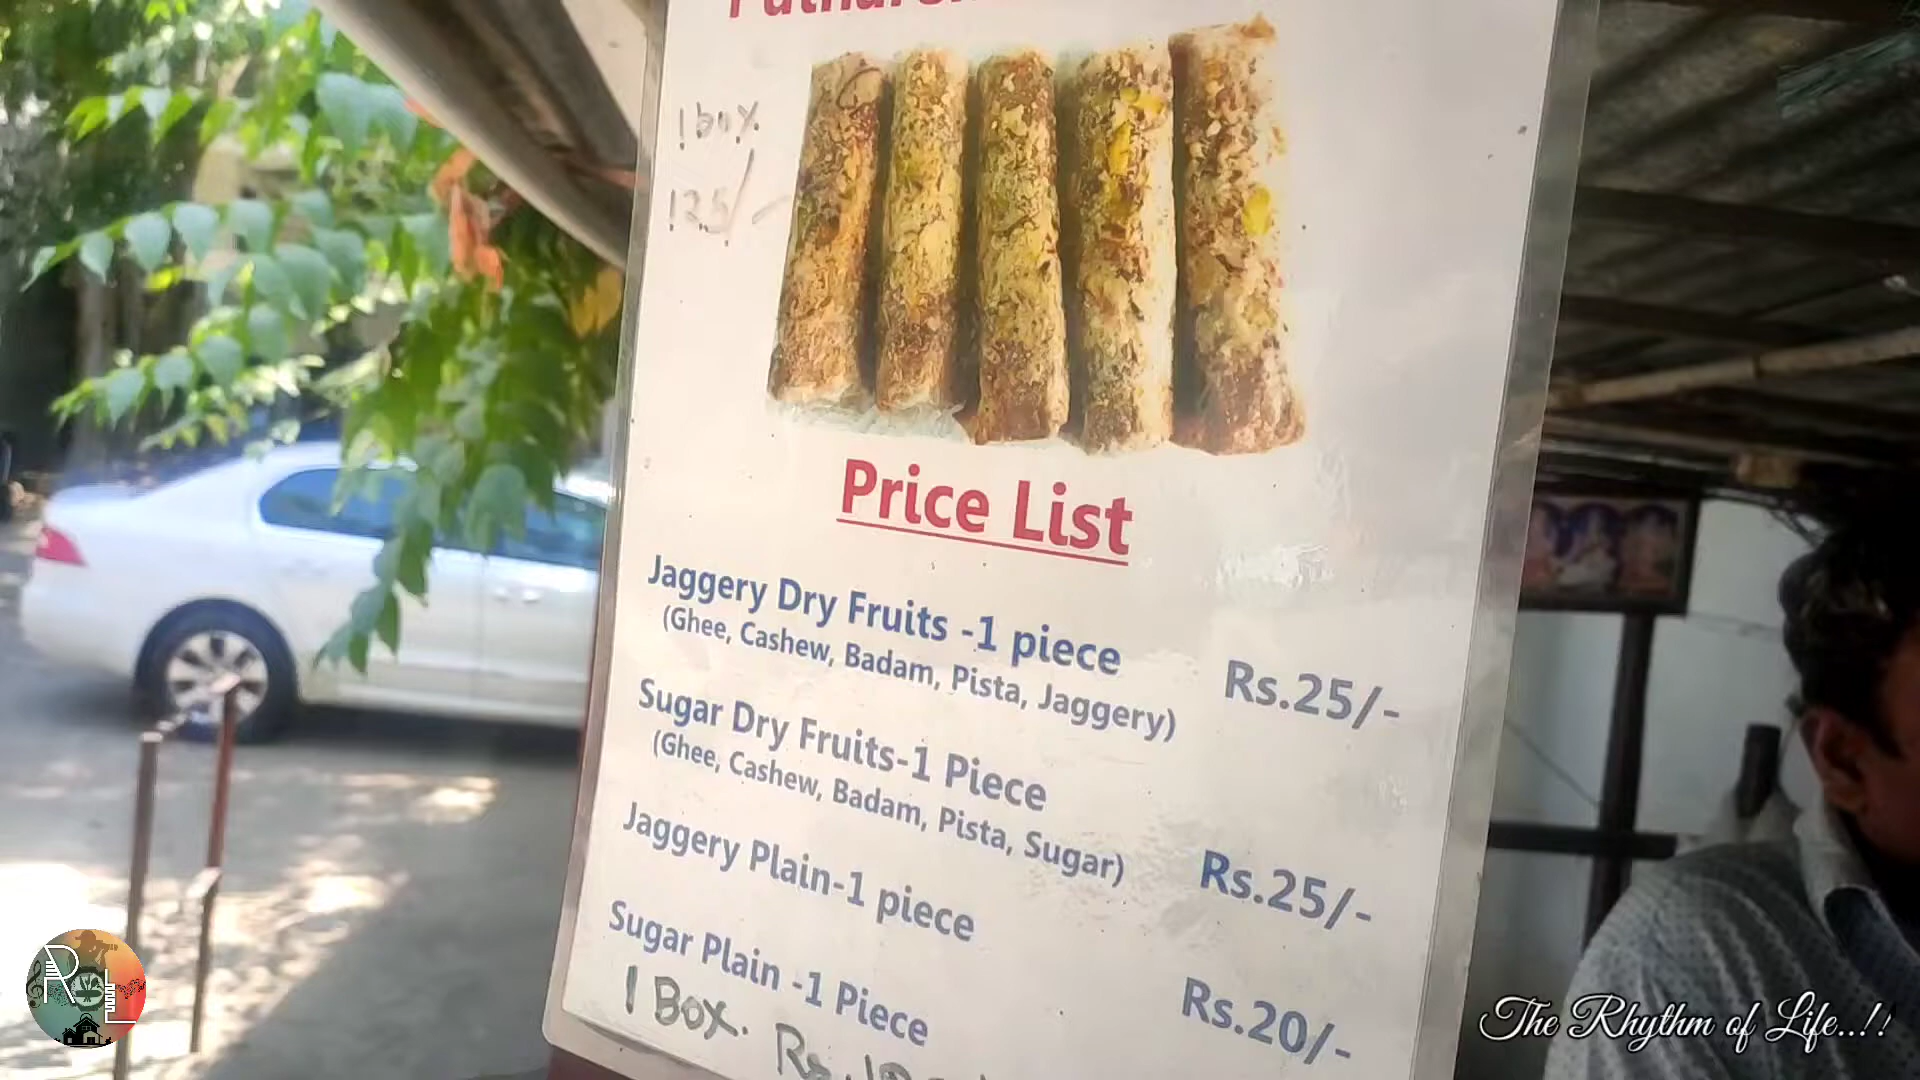 1 box
125/-
Price List
Jaggery Dry Fruits -1 piece
(Ghee, Cashew, Badam, Pista, Jaggery)
Rs.25/-
Sugar Dry Fruits-1 Piece
(Ghee, Cashew, Badam, Pista, Sugar)
Rs.25/-
Jaggery Plain-1 piece
Rs.20/-
Sugar Plain -1 Piece
1 Box. Rs.
The Rhythm of Life..!!